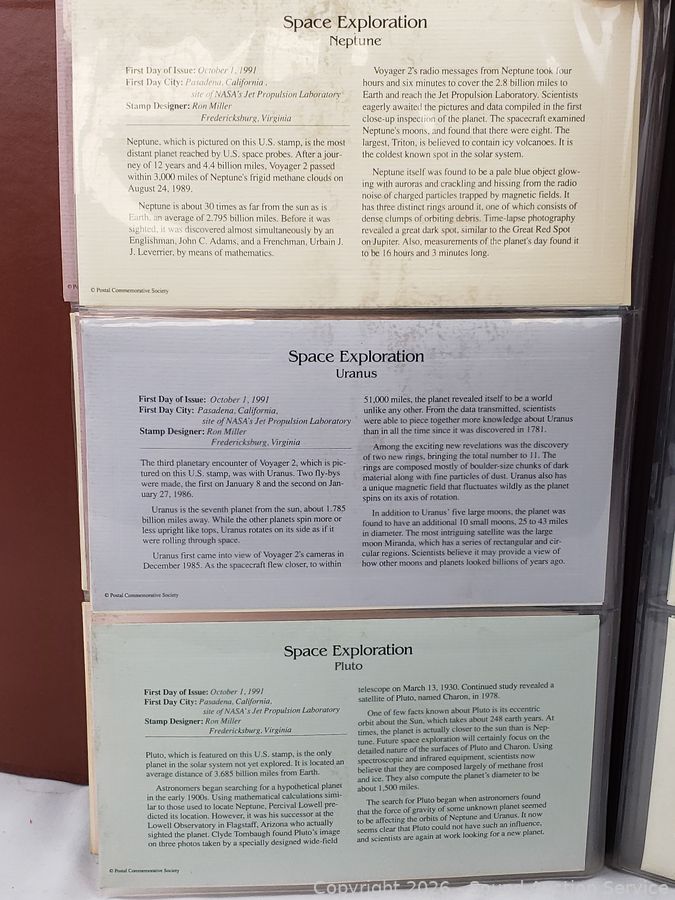 Space Exploration
Neptune
First Day of Issue: October 1, 1991
First Day City: Pasadena, California,
site of NASA's Jet Propulsion Laboratory
Stamp Designer: Ron Miller
Fredericksburg, Virginia
Neptune, which is pictured on this U.S. stamp, is the most
distant planet reached by U.S. space probes. After a jour-
ney of 12 years and 4.4 billion miles, Voyager 2 passed
within 3,000 miles of Neptune's frigid methane clouds on
August 24, 1989.
Neptune is about 30 times as far from the sun as is
Earth, an average of 2.795 billion miles. Before it was
sighted, it was discovered almost simultaneously by an
Englishman, John C. Adams, and a Frenchman, Urbain J.
J. Leverrier, by means of mathematics.
Voyager 2's radio messages from Neptune took four
hours and six minutes to cover the 2.8 billion miles to
Earth and reach the Jet Propulsion Laboratory. Scientists
eagerly awaited the pictures and data compiled in the first
close-up inspection of the planet. The spacecraft examined
Neptune's moons, and found that there were eight. The
largest, Triton, is believed to contain icy volcanoes. It is
the coldest known spot in the solar system.
Neptune itself was found to be a pale blue object glow-
ing with auroras and crackling and hissing from the radio
noise of charged particles trapped by magnetic fields. It
has three distinct rings around it, one of which consists of
dense clumps of orbiting debris. Time-lapse photography
revealed a great dark spot, similar to the Great Red Spot
on Jupiter. Also, measurements of the planet's day found it
to be 16 hours and 3 minutes long.
© P
© Postal Commemorative Society
Space Exploration
Uranus
First Day of Issue: October 1, 1991
First Day City: Pasadena, California,
site of NASA's Jet Propulsion Laboratory
Stamp Designer: Ron Miller
Fredericksburg, Virginia
The third planetary encounter of Voyager 2, which is pic-
tured on this U.S. stamp, was with Uranus. Two fly-bys
were made, the first on January 8 and the second on Jan-
uary 27, 1986.
Uranus is the seventh planet from the sun, about 1.785
billion miles away. While the other planets spin more or
less upright like tops, Uranus rotates on its side as if it
were rolling through space.
Uranus first came into view of Voyager 2's cameras in
December 1985. As the spacecraft flew closer, to within
51,000 miles, the planet revealed itself to be a world
unlike any other. From the data transmitted, scientists
were able to piece together more knowledge about Uranus
than in all the time since it was discovered in 1781.
Among the exciting new revelations was the discovery
of two new rings, bringing the total number to 11. The
rings are composed mostly of boulder-size chunks of dark
material along with fine particles of dust. Uranus also has
a unique magnetic field that fluctuates wildly as the planet
spins on its axis of rotation.
In addition to Uranus' five large moons, the planet was
found to have an additional 10 small moons, 25 to 43 miles
in diameter. The most intriguing satellite was the large
moon Miranda, which has a series of rectangular and cir-
cular regions. Scientists believe it may provide a view of
how other moons and planets looked billions of years ago.
© Postal Commemorative Society
Space Exploration
Pluto
First Day of Issue: October 1, 1991
First Day City: Pasadena, California,
site of NASA's Jet Propulsion Laboratory
Stamp Designer: Ron Miller
Fredericksburg, Virginia
Pluto, which is featured on this U.S. stamp, is the only
planet in the solar system not yet explored. It is located an
average distance of 3.685 billion miles from Earth.
Astronomers began searching for a hypothetical planet
in the early 1900s. Using mathematical calculations simi-
lar to those used to locate Neptune, Percival Lowell pre-
dicted its location. However, it was his successor at the
Lowell Observatory in Flagstaff, Arizona who actually
sighted the planet. Clyde Tombaugh found Pluto's image
on three photos taken by a specially designed wide-field
telescope on March 13, 1930. Continued study revealed a
satellite of Pluto, named Charon, in 1978.
One of few facts known about Pluto is its eccentric
orbit about the Sun, which takes about 248 earth years. At
times, the planet is actually closer to the sun than is Nep-
tune. Future space exploration will certainly focus on the
detailed nature of the surfaces of Pluto and Charon. Using
spectroscopic and infrared equipment, scientists now
believe that they are composed largely of methane frost
and ice. They also compute the planet's diameter to be
about 1,500 miles.
The search for Pluto began when astronomers found
that the force of gravity of some unknown planet seemed
to be affecting the orbits of Neptune and Uranus. It now
seems clear that Pluto could not have such an influence,
and scientists are again at work looking for a new planet.
© Postal Commemorative Society
Copyright 2026 - Sound Auction Service